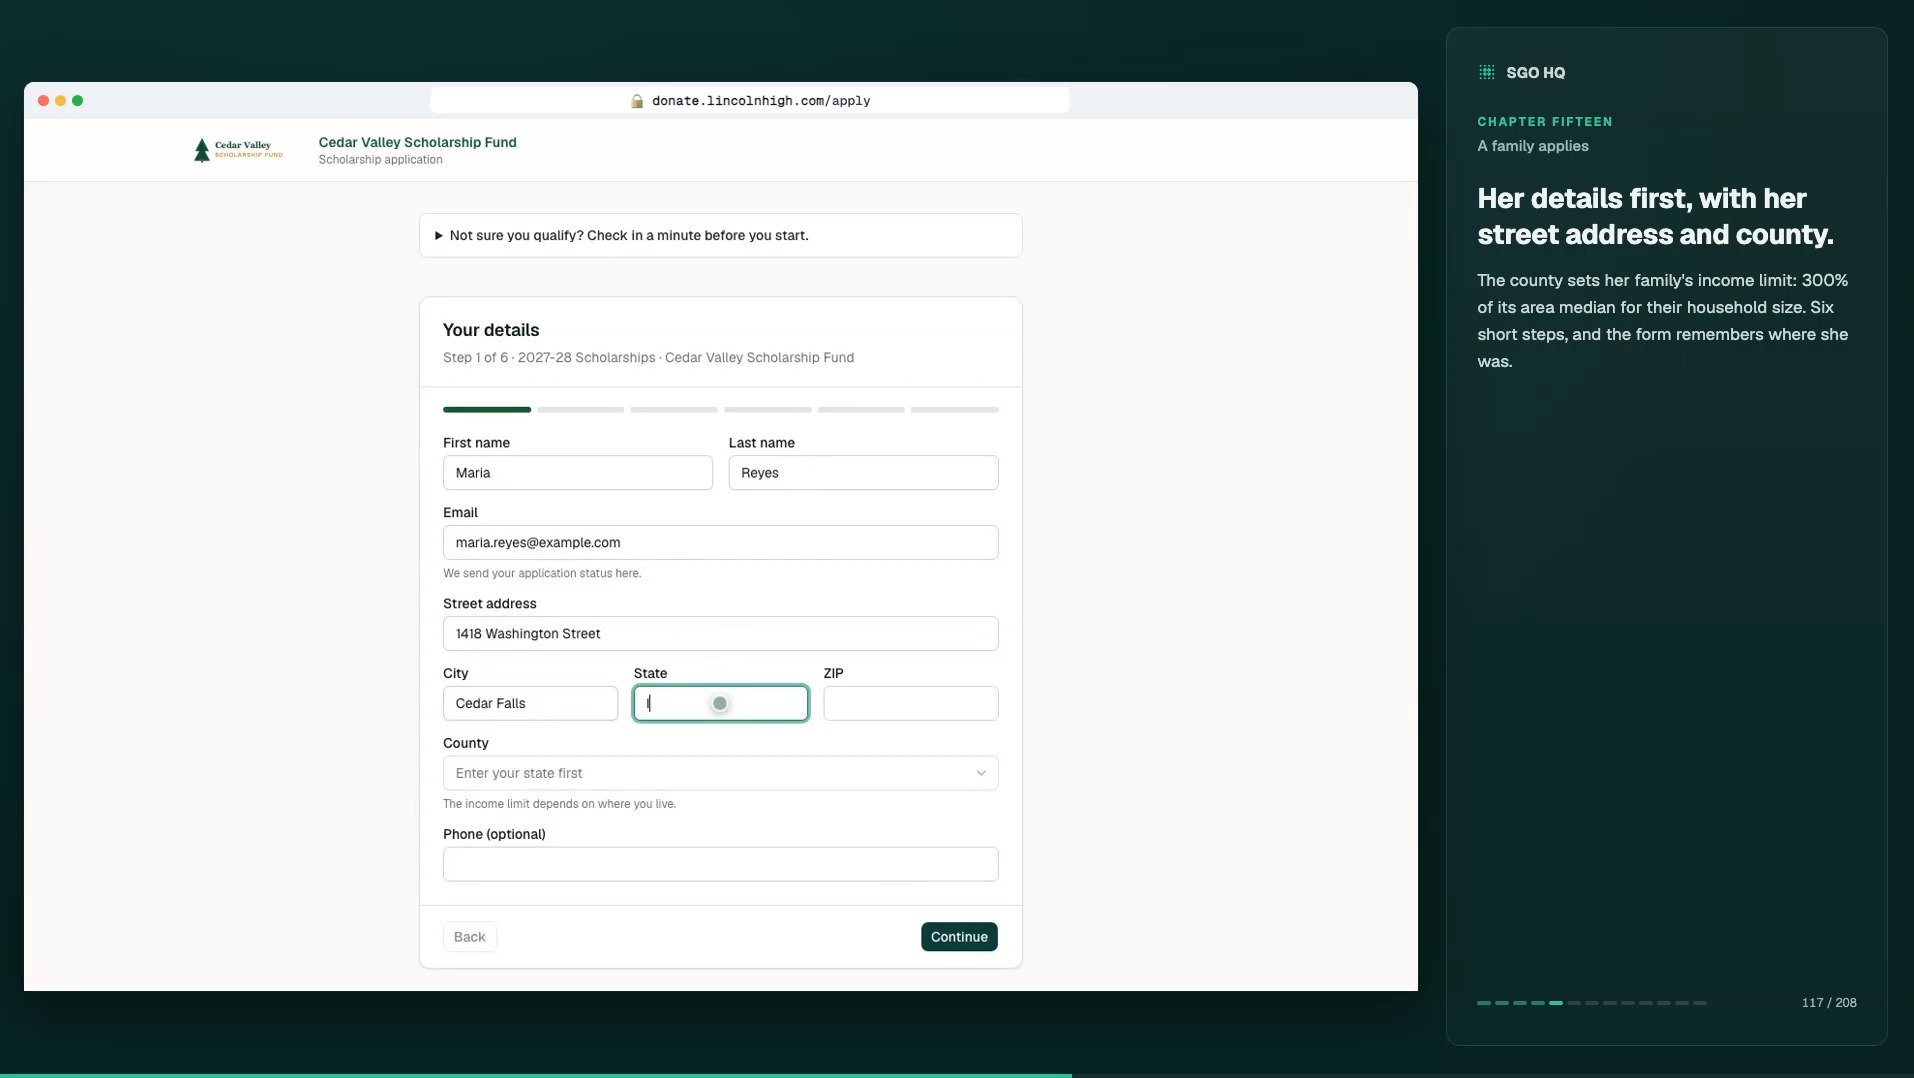 donate.lincolnhigh.com/apply
Cedar Valley
SCHOLARSHIP FUND
Cedar Valley Scholarship Fund
Scholarship application
Not sure you qualify? Check in a minute before you start.
Your details
Step 1 of 6 · 2027-28 Scholarships · Cedar Valley Scholarship Fund
First name
Last name
Maria
Reyes
Email
maria.reyes@example.com
We send your application status here.
Street address
1418 Washington Street
City
State
ZIP
Cedar Falls
I
County
Enter your state first
The income limit depends on where you live.
Phone (optional)
Back
Continue
SGO HQ
CHAPTER FIFTEEN
A family applies
Her details first, with her
street address and county.
The county sets her family's income limit: 300%
of its area median for their household size. Six
short steps, and the form remembers where she
was.
117 / 208